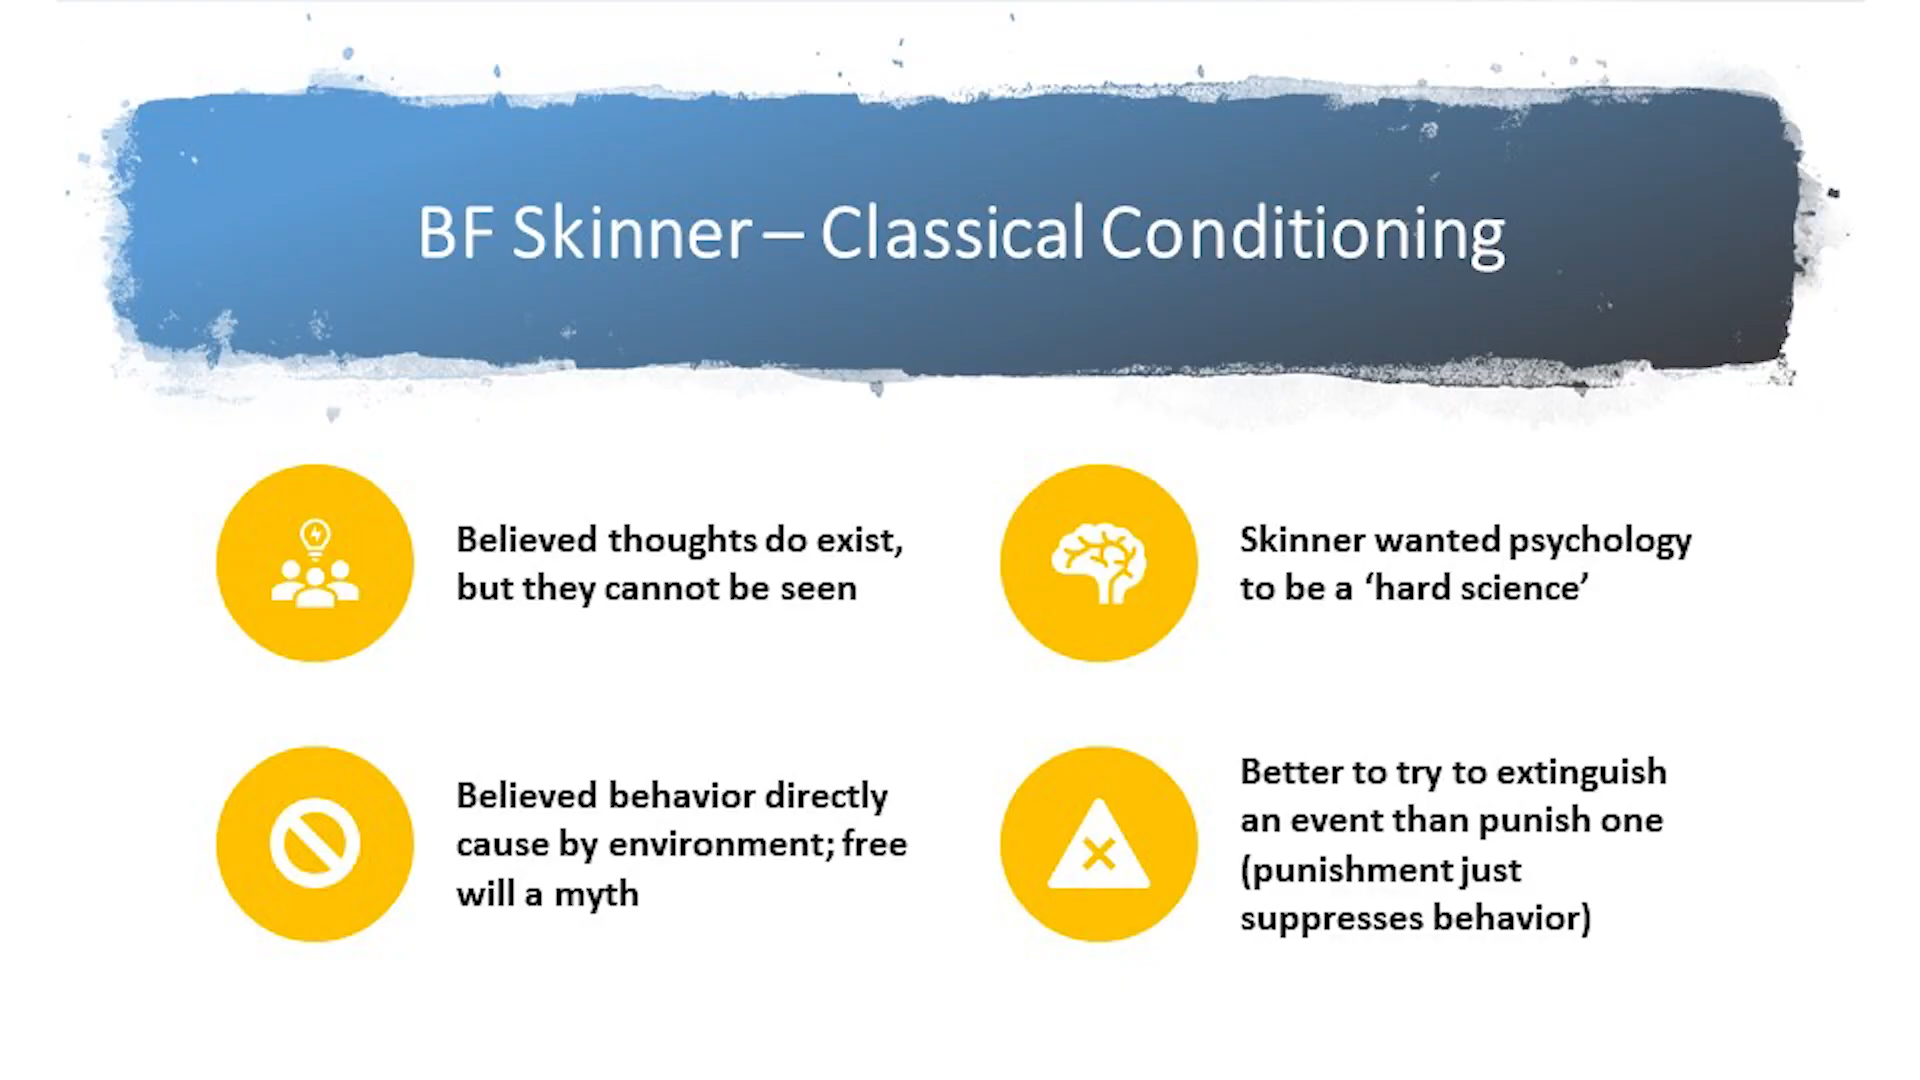 BF Skinner – Classical Conditioning
Believed thoughts do exist,
but they cannot be seen
Skinner wanted psychology
to be a ‘hard science’
Believed behavior directly
cause by environment; free
will a myth
Better to try to extinguish
an event than punish one
(punishment just
suppresses behavior)